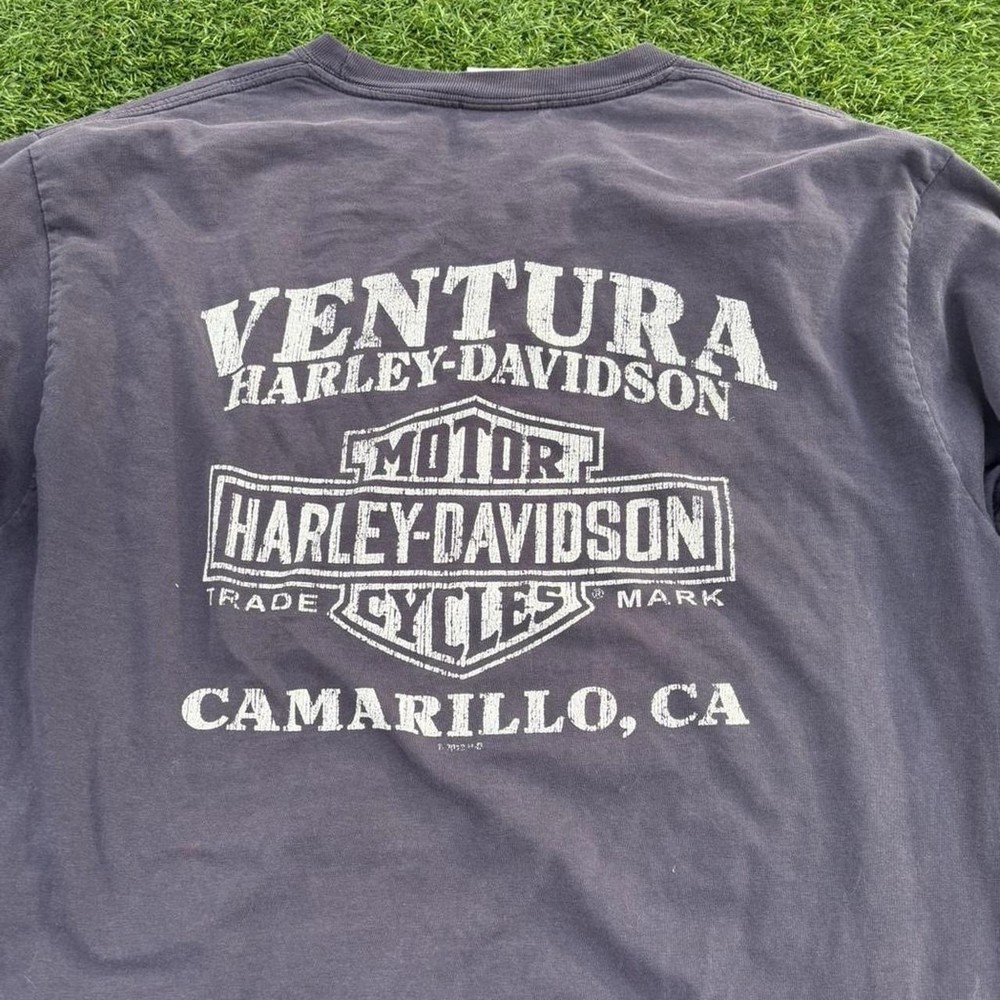 VENTURA
HARLEY-DAVIDSON
MOTOR
HARLEY-DAVIDSON
TRADE ® MARK
CYCLES
CAMARILLO, CA